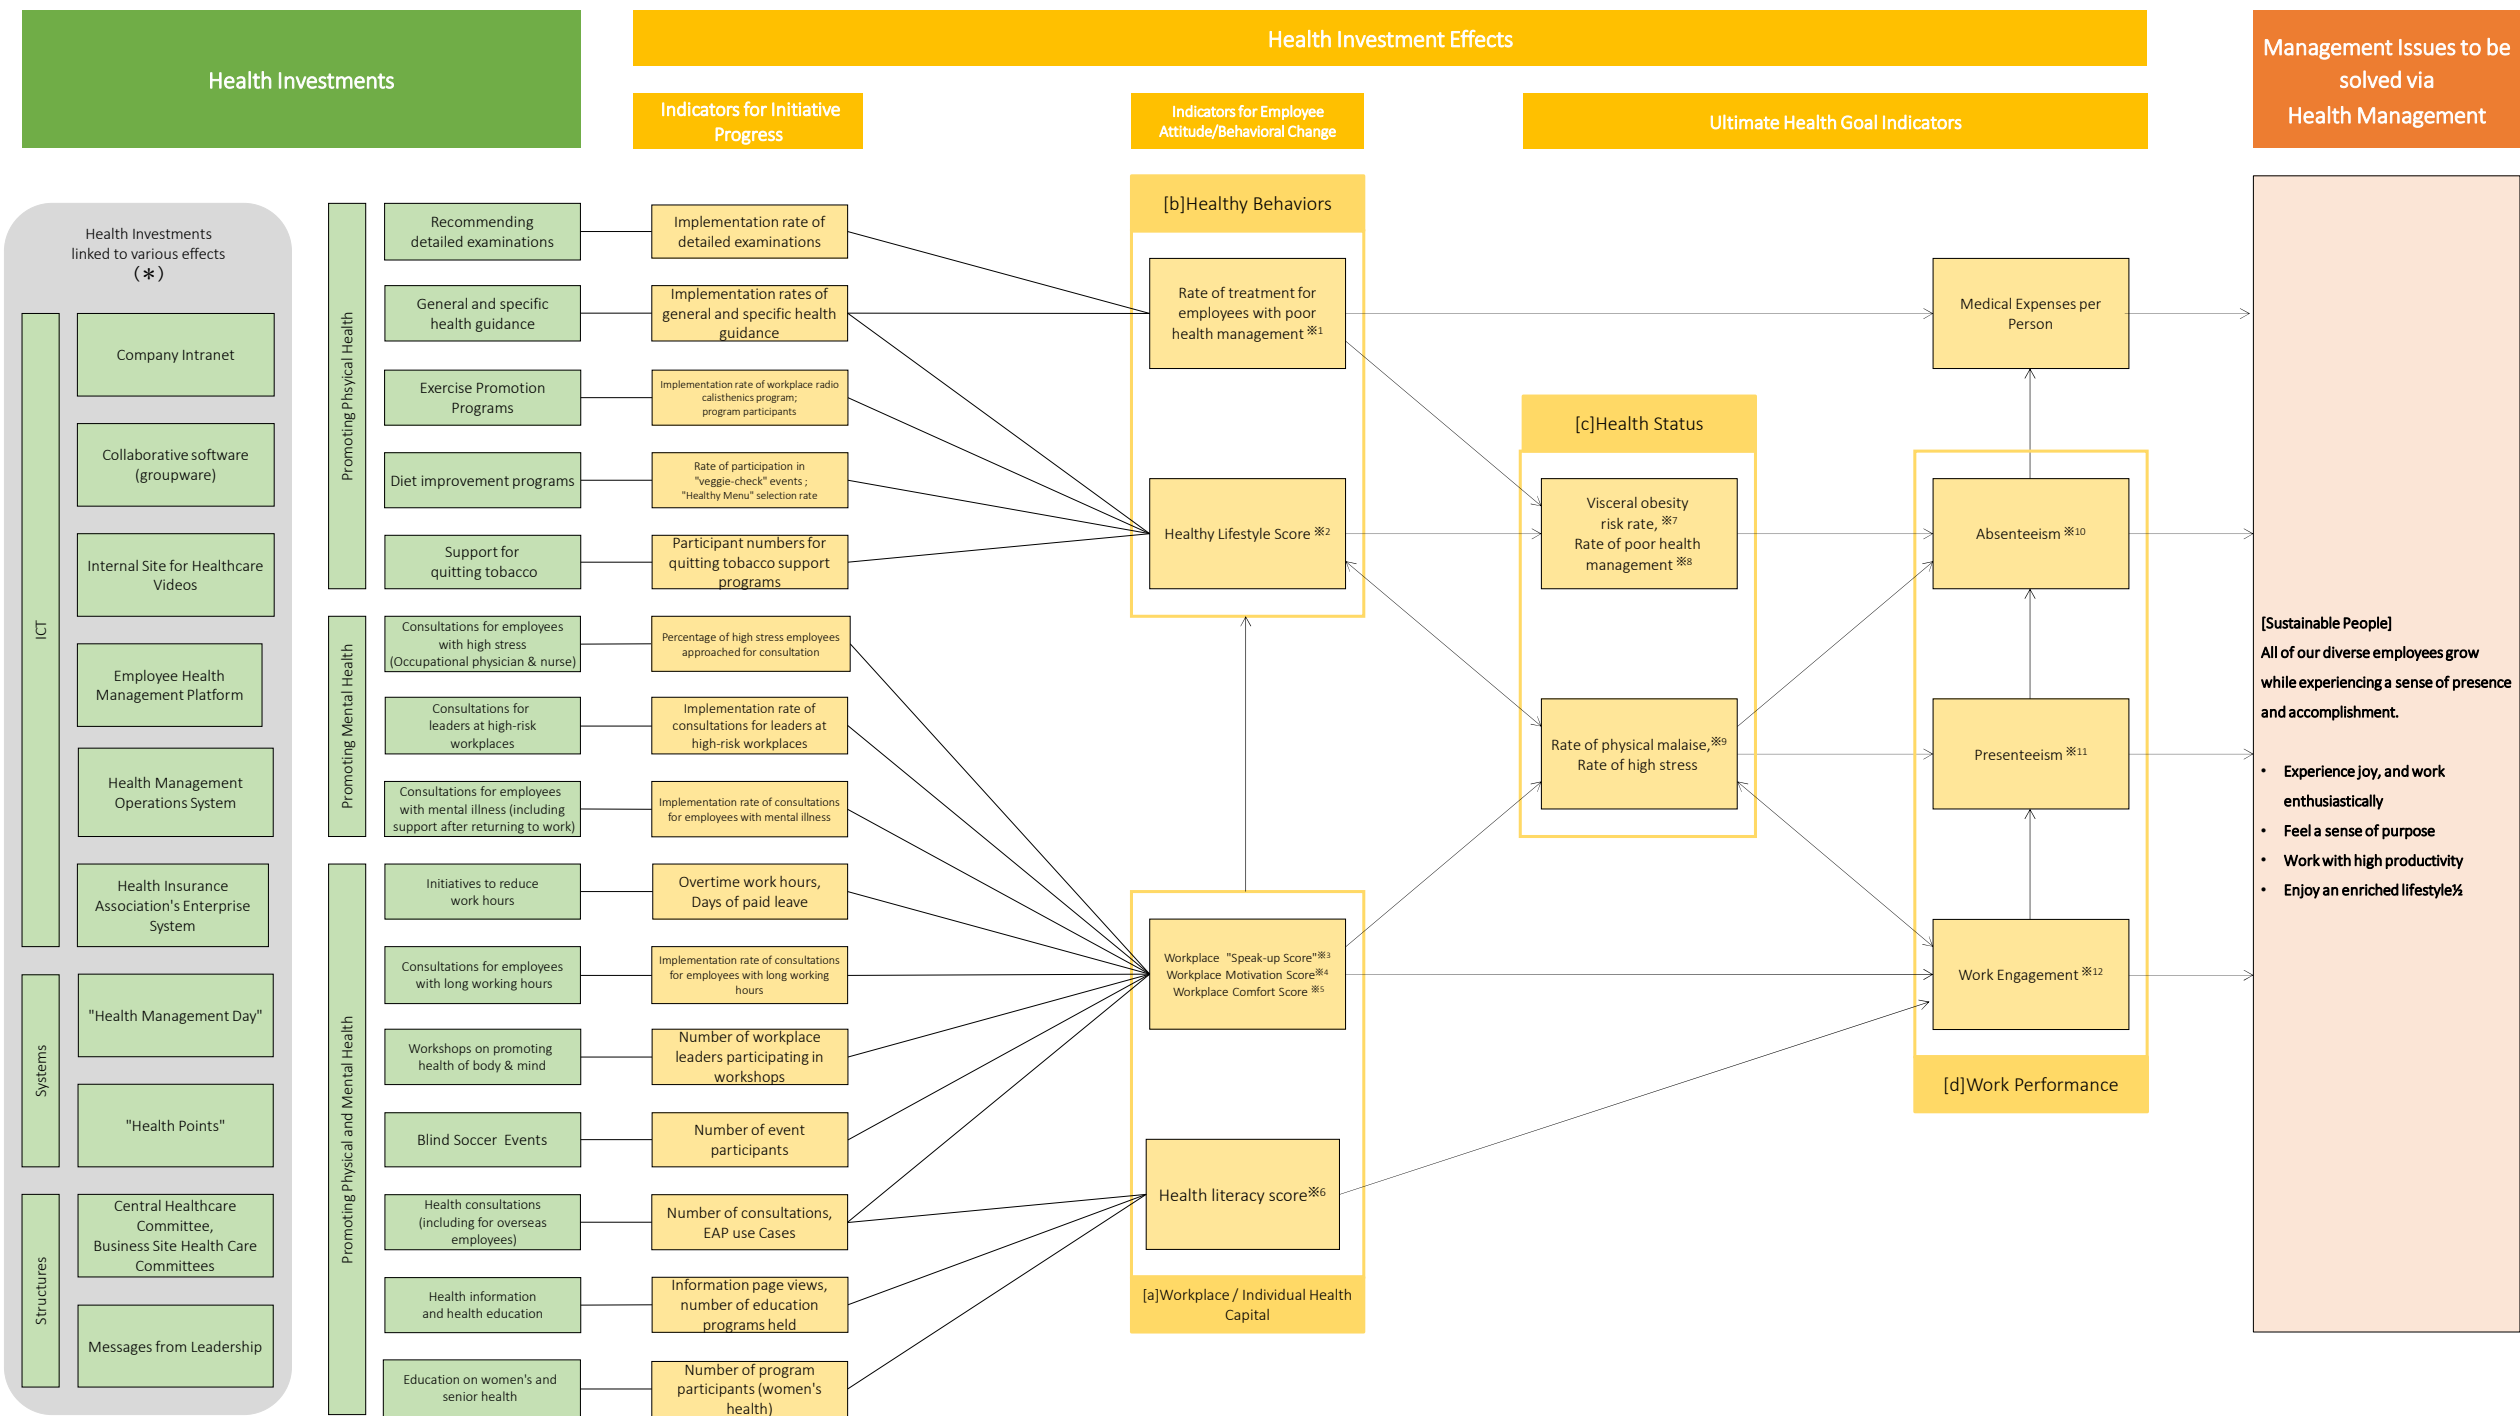 Health Investments
Health Investment Effects
Management Issues to be
solved via
Health Management
Indicators for Initiative
Progress
Indicators for Employee
Attitude/Behavioral Change
Ultimate Health Goal Indicators
Health Investments
linked to various effects
(＊)
ICT
Company Intranet
Collaborative software
(groupware)
Internal Site for Healthcare
Videos
Employee Health
Management Platform
Health Management
Operations System
Health Insurance
Association's Enterprise
System
Systems
"Health Management Day"
"Health Points"
Structures
Central Healthcare
Committee,
Business Site Health Care
Committees
Messages from Leadership
Promoting Phsyical Health
Recommending
detailed examinations
General and specific
health guidance
Exercise Promotion
Programs
Diet improvement programs
Support for
quitting tobacco
Promoting Mental Health
Consultations for employees
with high stress
(Occupational physician & nurse)
Consultations for
leaders at high-risk
workplaces
Consultations for employees
with mental illness (including
support after returning to work)
Promoting Physical and Mental Health
Initiatives to reduce
work hours
Consultations for employees
with long working hours
Workshops on promoting
health of body & mind
Blind Soccer Events
Health consultations
(including for overseas
employees)
Health information
and health education
Education on women's and
senior health
Implementation rate of
detailed examinations
Implementation rates of
general and specific health
guidance
Implementation rate of workplace radio
calisthenics program;
program participants
Rate of participation in
"veggie-check" events ;
"Healthy Menu" selection rate
Participant numbers for
quitting tobacco support
programs
Percentage of high stress employees
approached for consultation
Implementation rate of
consultations for leaders at
high-risk workplaces
Implementation rate of consultations
for employees with mental illness
Overtime work hours,
Days of paid leave
Implementation rate of consultations
for employees with long working
hours
Number of workplace
leaders participating in
workshops
Number of event
participants
Number of consultations,
EAP use Cases
Information page views,
number of education
programs held
Number of program
participants (women's
health)
[b]Healthy Behaviors
Rate of treatment for
employees with poor
health management ※1
Healthy Lifestyle Score ※2
Workplace "Speak-up Score"※3
Workplace Motivation Score※4
Workplace Comfort Score ※5
Health literacy score※6
[a]Workplace / Individual Health
Capital
[c]Health Status
Visceral obesity
risk rate, ※7
Rate of poor health
management ※8
Rate of physical malaise,※9
Rate of high stress
Medical Expenses per
Person
Absenteeism ※10
Presenteeism ※11
Work Engagement ※12
[d]Work Performance
[Sustainable People]
All of our diverse employees grow
while experiencing a sense of presence
and accomplishment.
• Experience joy, and work
enthusiastically
• Feel a sense of purpose
• Work with high productivity
• Enjoy an enriched lifestyle½